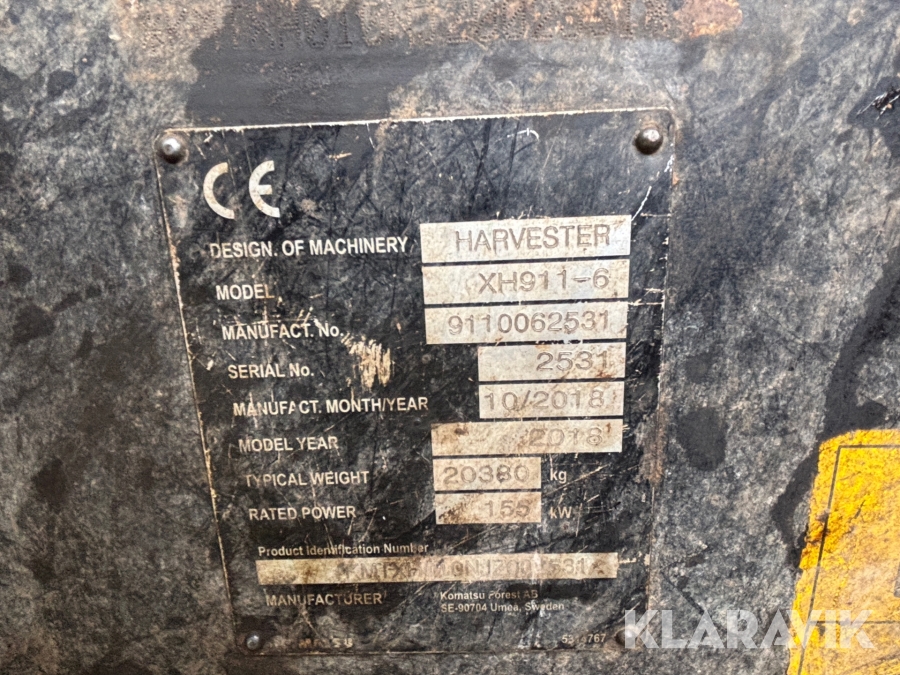 CE
DESIGN. OF MACHINERY HARVESTER
MODEL XH911-6
MANUFACT. No. 9110062531
SERIAL No. 2531
MANUFACT. MONTH/YEAR 10/2018
MODEL YEAR 2018
TYPICAL WEIGHT 20380 kg
RATED POWER 155 kW
Product Identification Number
MANUFACTURER Komatsu Forest AB
SE-90704 Umeå, Sweden
5314767
KLARAVIK